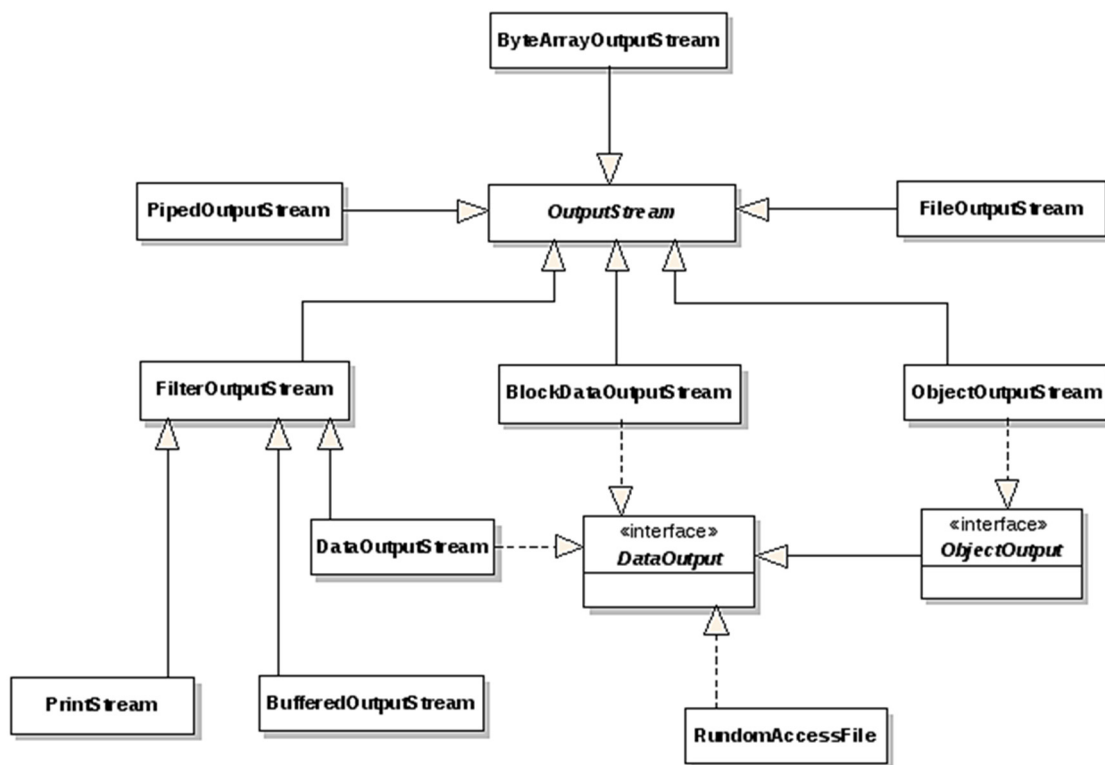 ByteArrayOutputStream
PipedOutputStream
OutputStream
FileOutputStream
FilterOutputStream
BlockDataOutputStream
ObjectOutputStream
DataOutputStream
«interface»
DataOutput
«interface»
ObjectOutput
PrintStream
BufferedOutputStream
RundomAccessFile